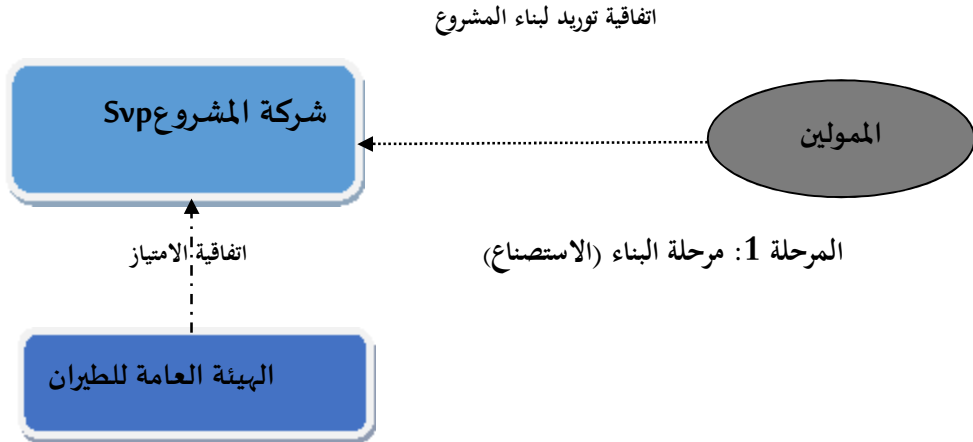 اتفاقية توريد لبناء المشروع
شركة المشروعSvp
الممولين
اتفاقية الامتياز
المرحلة 1: مرحلة البناء (الاستصناع)
الهيئة العامة للطيران